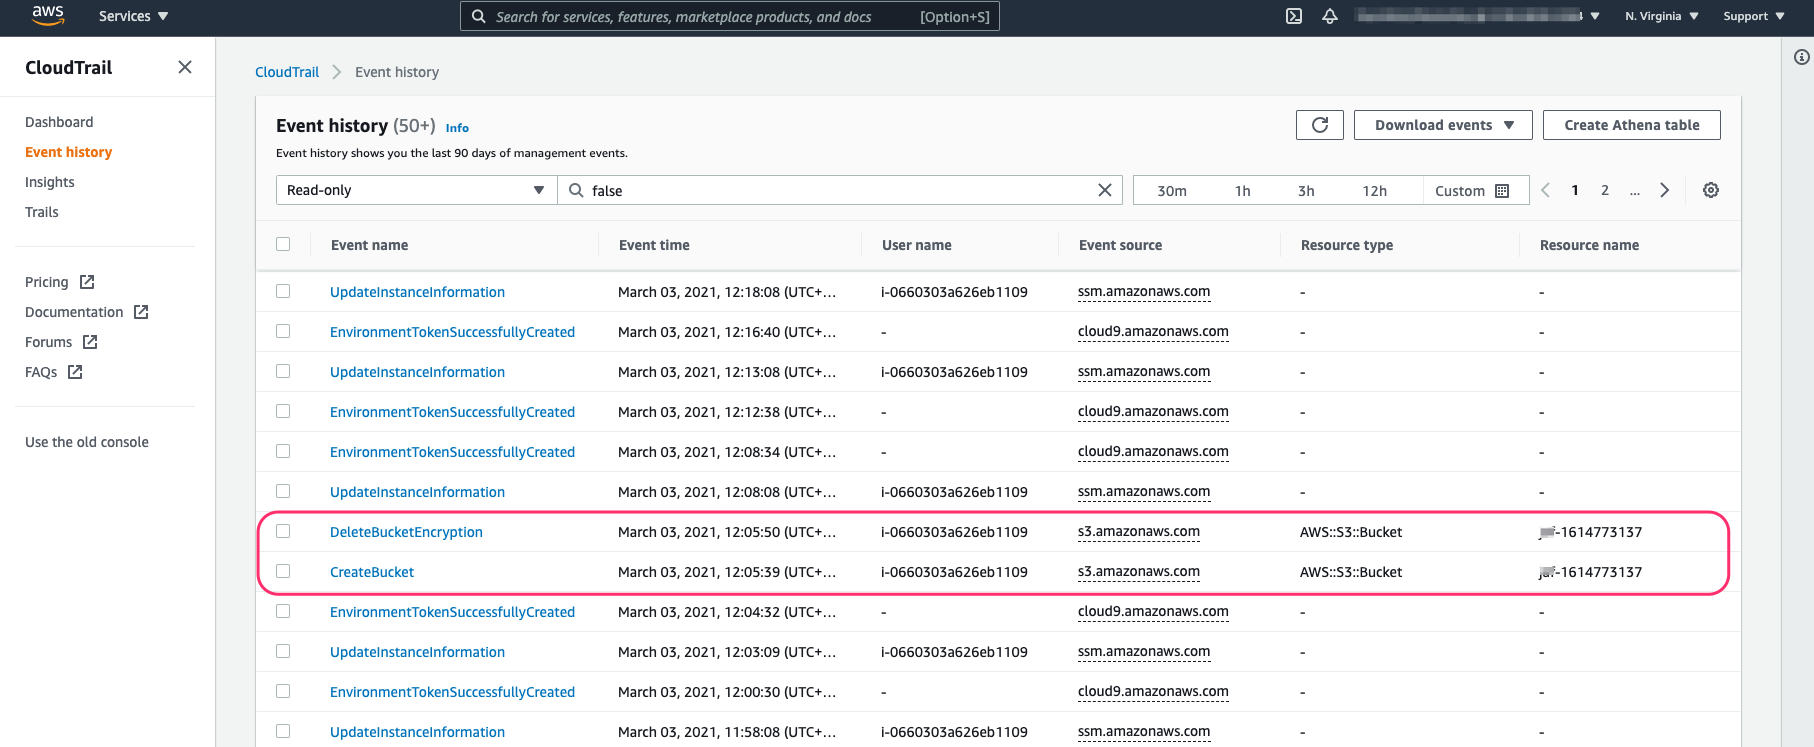 aws Services Search for services, features, marketplace products, and docs [Option+S] N. Virginia Support
CloudTrail
Dashboard
Event history
Insights
Trails
Pricing
Documentation
Forums
FAQs
Use the old console
CloudTrail Event history
Event history (50+) Info
Event history shows you the last 90 days of management events.
Download events Create Athena table
Read-only false 30m 1h 3h 12h Custom 1 2 ...
Event name Event time User name Event source Resource type Resource name
UpdateInstanceInformation March 03, 2021, 12:18:08 (UTC+... i-0660303a626eb1109 ssm.amazonaws.com - -
EnvironmentTokenSuccessfullyCreated March 03, 2021, 12:16:40 (UTC+... - cloud9.amazonaws.com - -
UpdateInstanceInformation March 03, 2021, 12:13:08 (UTC+... i-0660303a626eb1109 ssm.amazonaws.com - -
EnvironmentTokenSuccessfullyCreated March 03, 2021, 12:12:38 (UTC+... - cloud9.amazonaws.com - -
EnvironmentTokenSuccessfullyCreated March 03, 2021, 12:08:34 (UTC+... - cloud9.amazonaws.com - -
UpdateInstanceInformation March 03, 2021, 12:08:08 (UTC+... i-0660303a626eb1109 ssm.amazonaws.com - -
DeleteBucketEncryption March 03, 2021, 12:05:50 (UTC+... i-0660303a626eb1109 s3.amazonaws.com AWS::S3::Bucket -1614773137
CreateBucket March 03, 2021, 12:05:39 (UTC+... i-0660303a626eb1109 s3.amazonaws.com AWS::S3::Bucket -1614773137
EnvironmentTokenSuccessfullyCreated March 03, 2021, 12:04:32 (UTC+... - cloud9.amazonaws.com - -
UpdateInstanceInformation March 03, 2021, 12:03:09 (UTC+... i-0660303a626eb1109 ssm.amazonaws.com - -
EnvironmentTokenSuccessfullyCreated March 03, 2021, 12:00:30 (UTC+... - cloud9.amazonaws.com - -
UpdateInstanceInformation March 03, 2021, 11:58:08 (UTC+... i-0660303a626eb1109 ssm.amazonaws.com - -